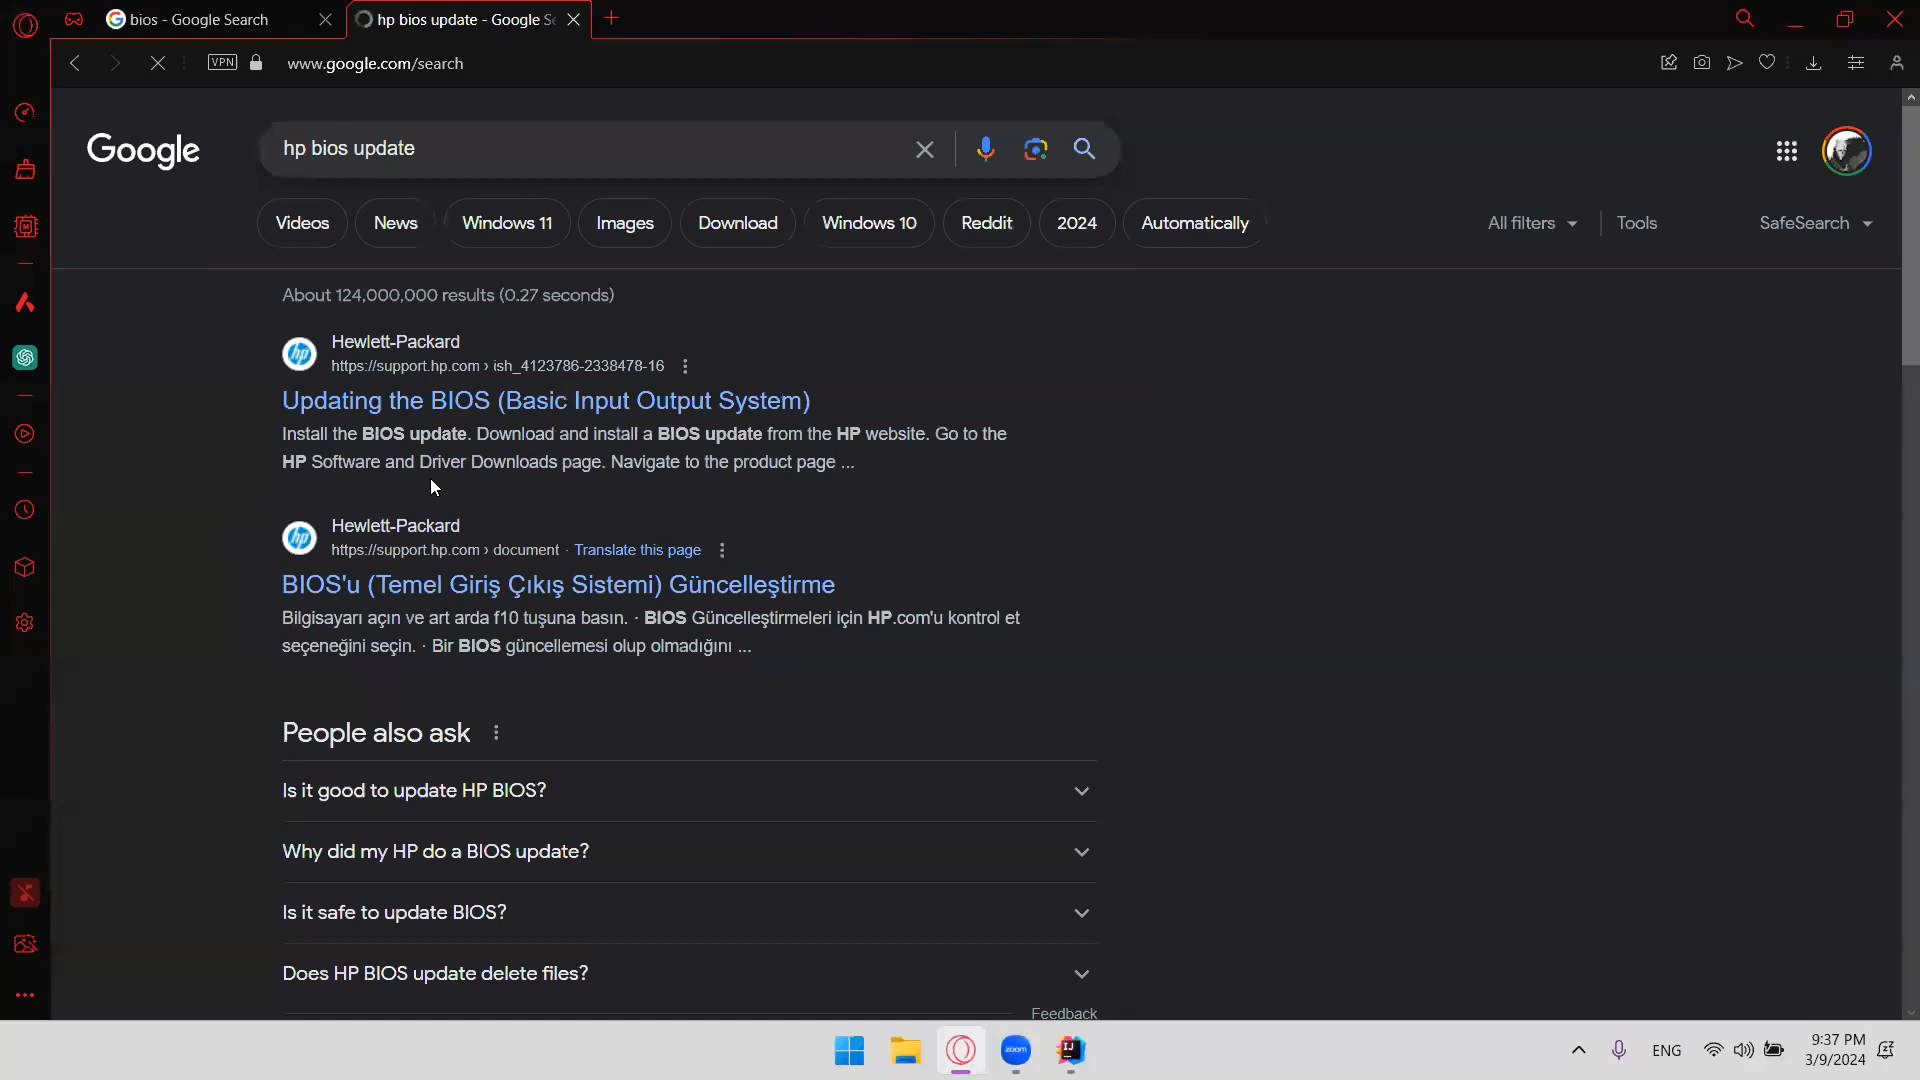 bios - Google Search
hp bios update - Google Se
VPN
www.google.com/search
Google
hp bios update
Videos
News
Windows 11
Images
Download
Windows 10
Reddit
2024
Automatically
All filters
Tools
SafeSearch
About 124,000,000 results (0.27 seconds)
hp
Hewlett-Packard
https://support.hp.com › ish_4123786-2338478-16
Updating the BIOS (Basic Input Output System)
Install the BIOS update. Download and install a BIOS update from the HP website. Go to the
HP Software and Driver Downloads page. Navigate to the product page ...
hp
Hewlett-Packard
https://support.hp.com › document · Translate this page
BIOS'u (Temel Giriş Çıkış Sistemi) Güncelleştirme
Bilgisayarı açın ve art arda f10 tuşuna basın. · BIOS Güncelleştirmeleri için HP.com'u kontrol et
seçeneğini seçin. · Bir BIOS güncellemesi olup olmadığını ...
People also ask
Is it good to update HP BIOS?
Why did my HP do a BIOS update?
Is it safe to update BIOS?
Does HP BIOS update delete files?
Feedback
zoom
IJ
ENG
9:37 PM
3/9/2024